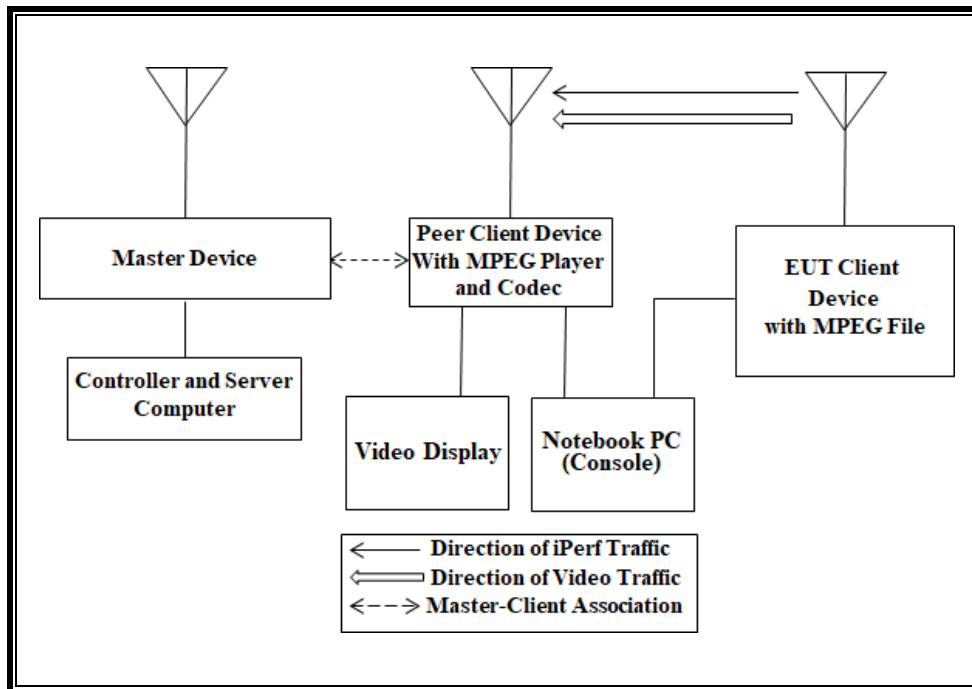 Master Device
Peer Client Device
With MPEG Player
and Codec
EUT Client
Device
with MPEG File
Controller and Server
Computer
Video Display
Notebook PC
(Console)
Direction of iPerf Traffic
Direction of Video Traffic
Master-Client Association